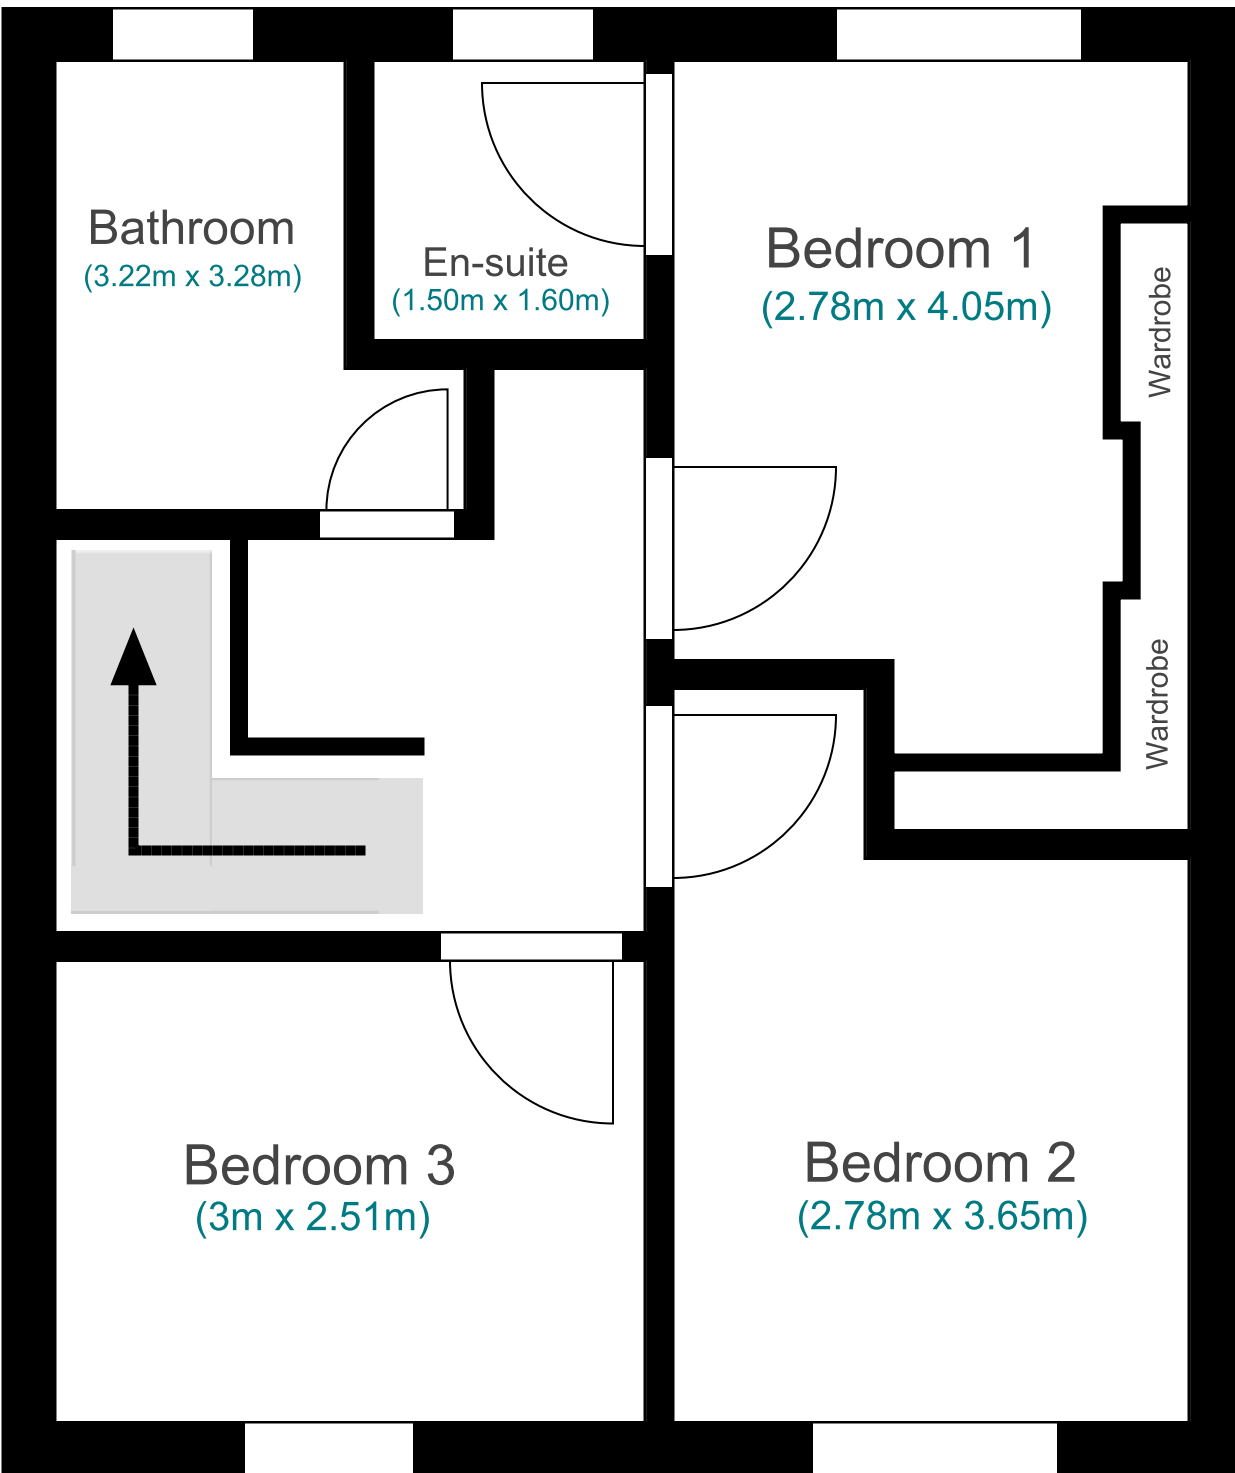 Bathroom
(3.22m x 3.28m)
En-suite
(1.50m x 1.60m)
Bedroom 1
(2.78m x 4.05m)
Wardrobe
Wardrobe
Bedroom 3
(3m x 2.51m)
Bedroom 2
(2.78m x 3.65m)